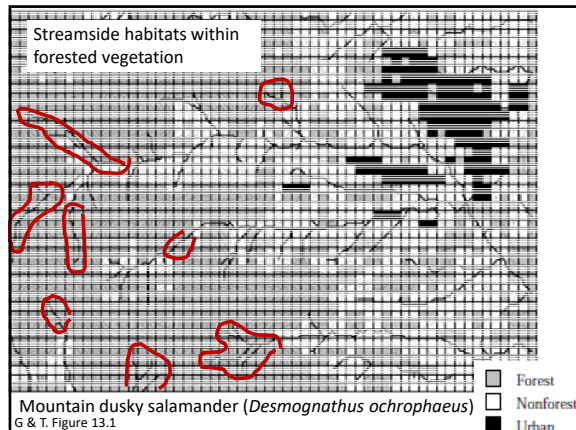 Streamside habitats within
forested vegetation
Forest
Nonforest
Urban
Mountain dusky salamander (Desmognathus ochrophaeus)
G & T. Figure 13.1